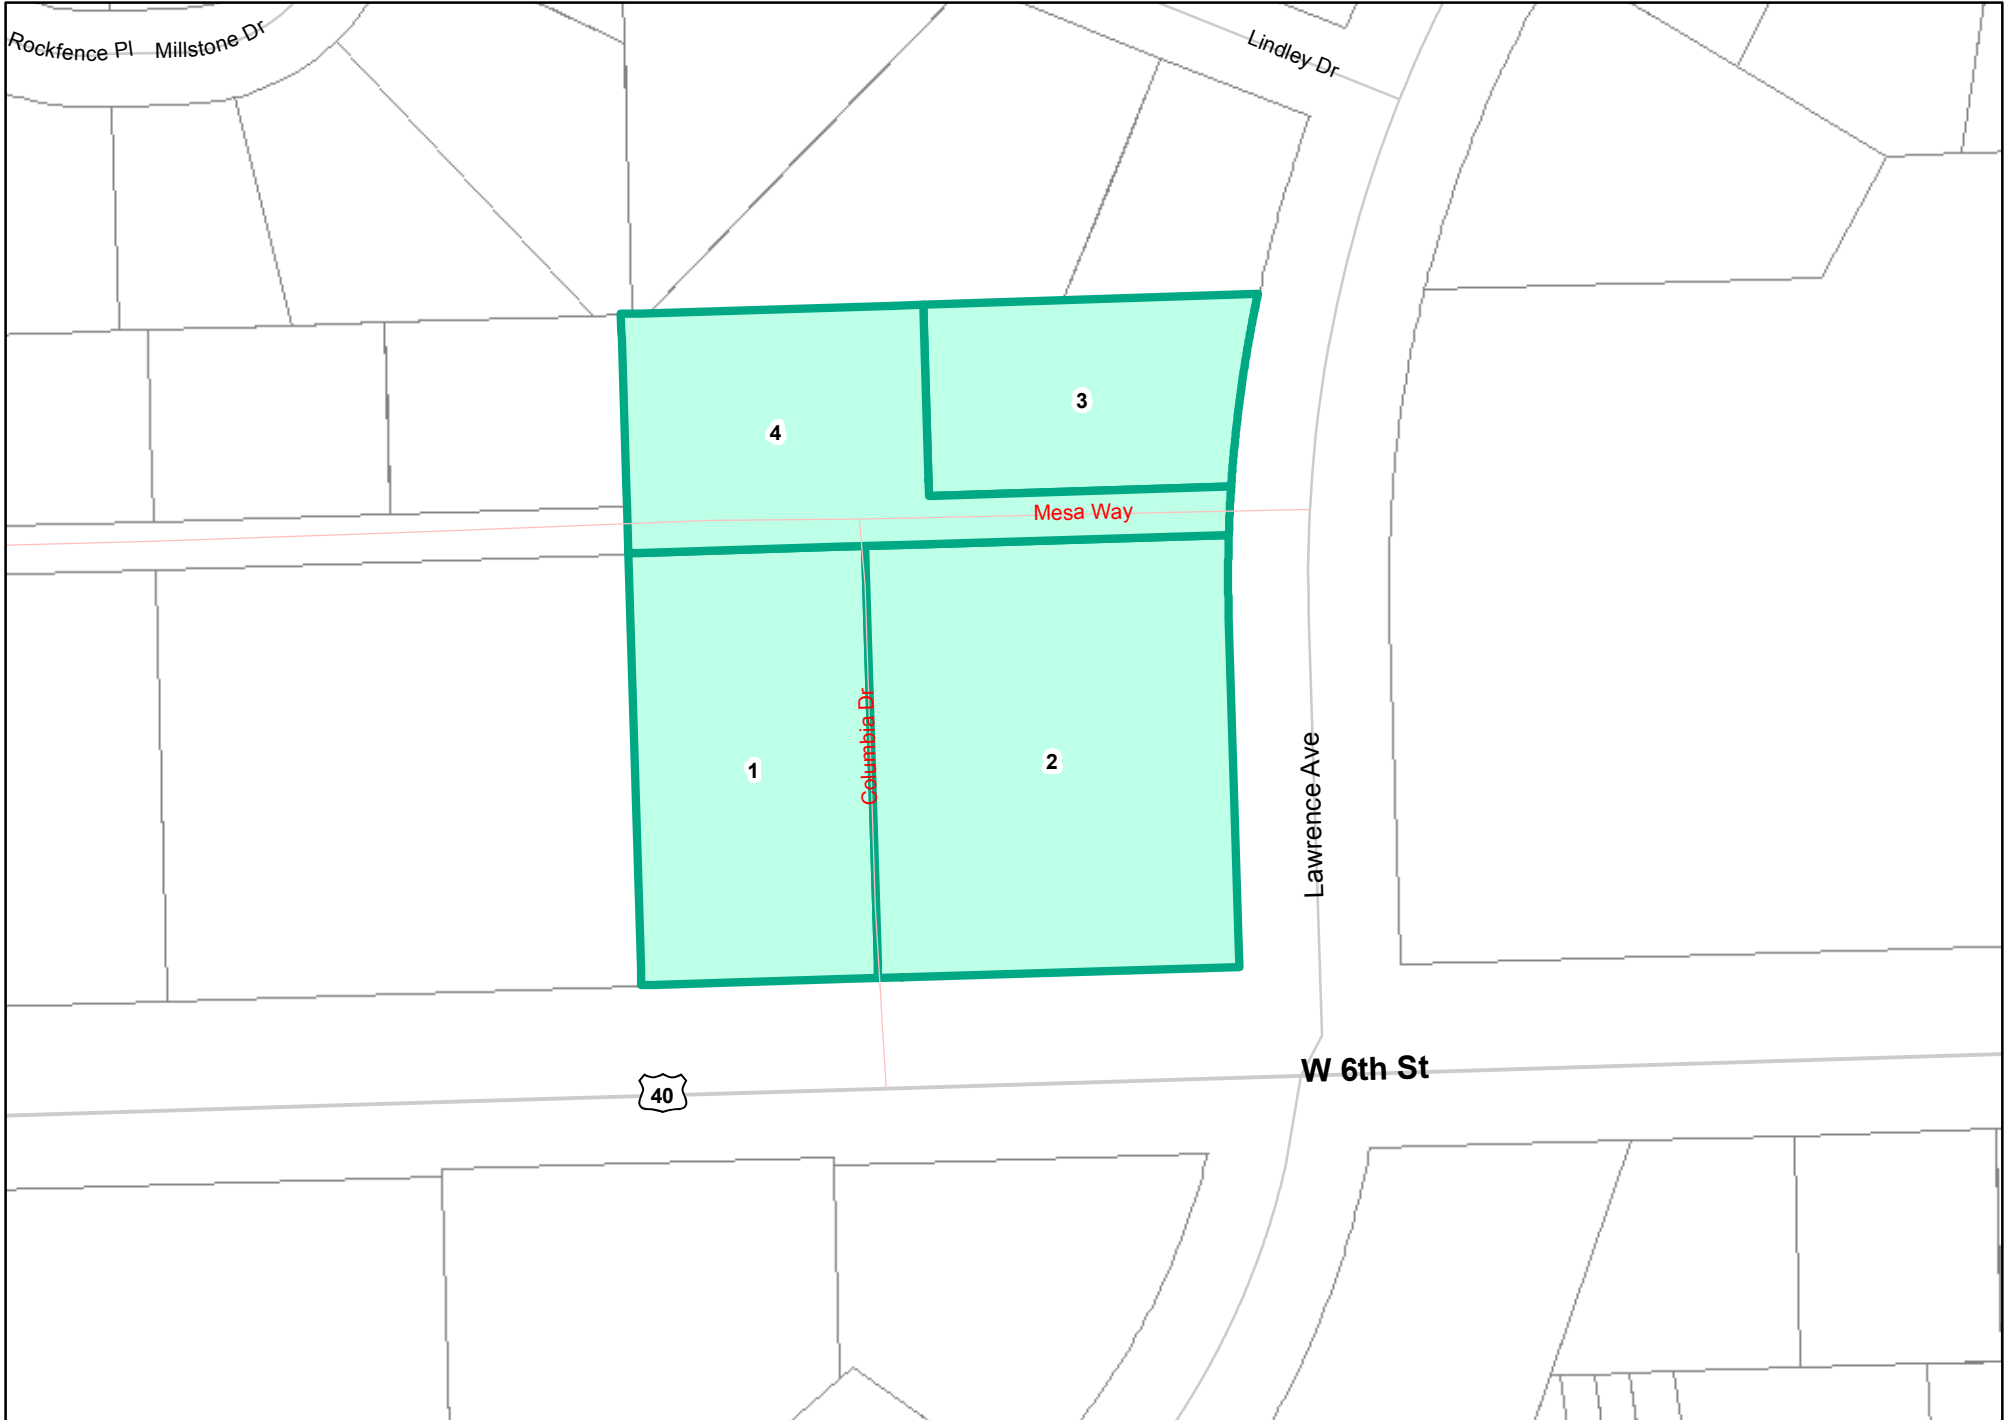 Rockfence Pl
Millstone Dr
Lindley Dr
3
4
Mesa Way
Columbia Dr
1
2
Lawrence Ave
W 6th St
40